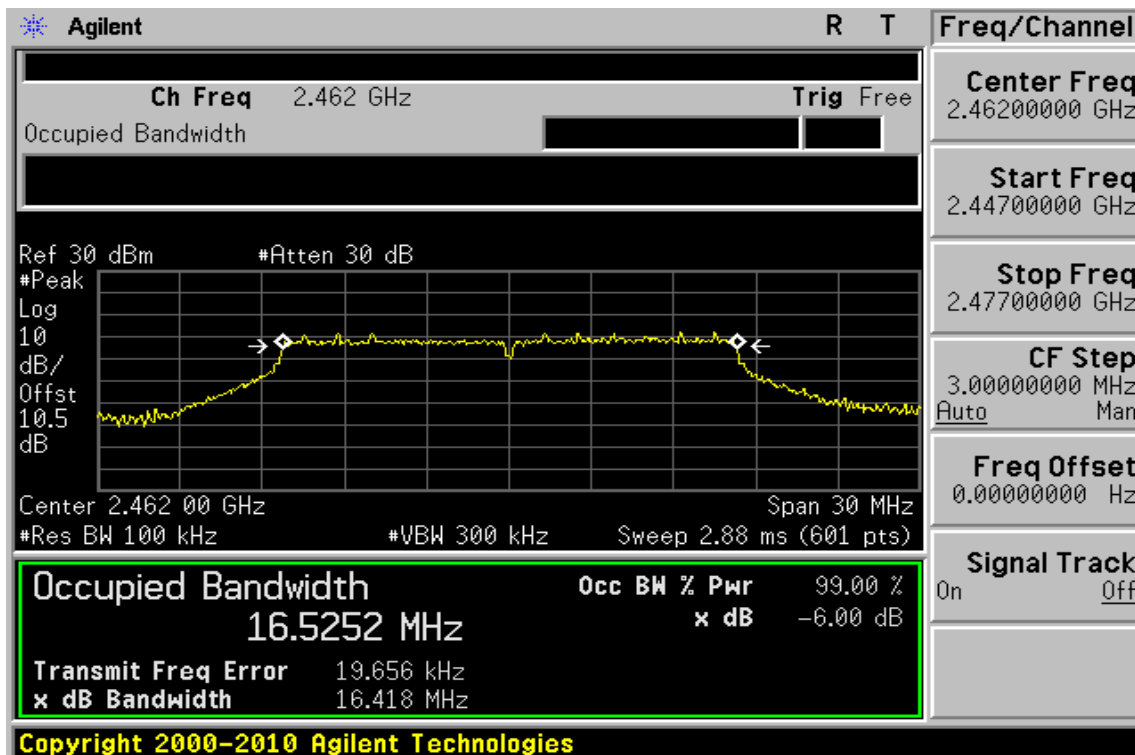 Agilent
R T
Freq/Channel
Ch Freq 2.462 GHz
Trig Free
Occupied Bandwidth
Center Freq
2.46200000 GHz
Start Freq
2.44700000 GHz
Stop Freq
2.47700000 GHz
CF Step
3.00000000 MHz
Auto Man
Freq Offset
0.00000000 Hz
Signal Track
On Off
Ref 30 dBm
#Atten 30 dB
#Peak
Log
10
dB/
Offst
10.5
dB
Center 2.462 00 GHz
Span 30 MHz
#Res BW 100 kHz
#VBW 300 kHz
Sweep 2.88 ms (601 pts)
Occupied Bandwidth
16.5252 MHz
Occ BW % Pwr 99.00 %
x dB -6.00 dB
Transmit Freq Error 19.656 kHz
x dB Bandwidth 16.418 MHz
Copyright 2000-2010 Agilent Technologies